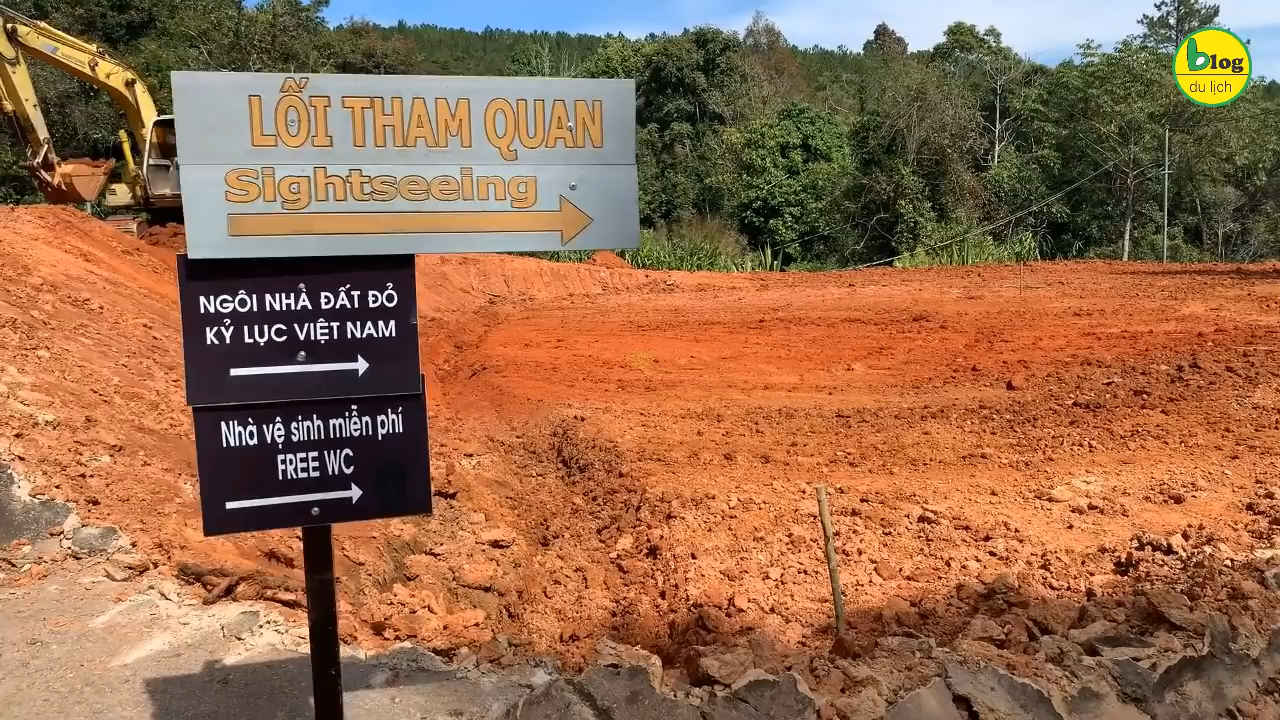 LỐI THAM QUAN
Sightseeing
NGÔI NHÀ ĐẤT ĐỎ
KỶ LỤC VIỆT NAM
Nhà vệ sinh miễn phí
FREE WC
blog
du lịch